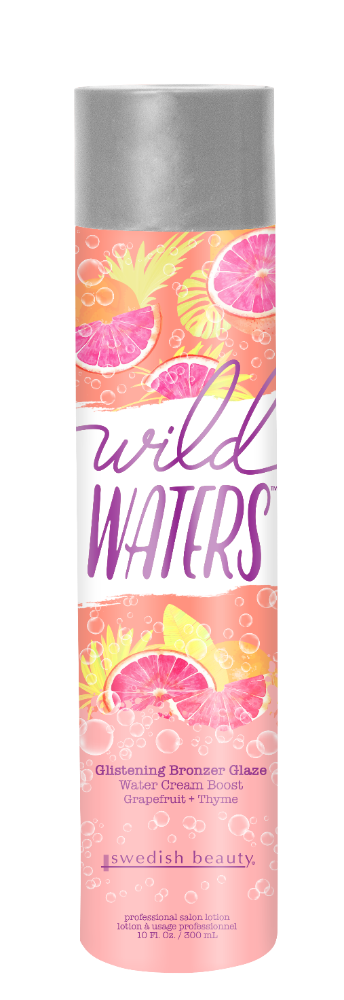 wild
WATERS™
Glistening Bronzer Glaze
Water Cream Boost
Grapefruit + Thyme
swedish beauty®
professional salon lotion
lotion à usage professionnel
10 Fl. Oz. / 300 mL